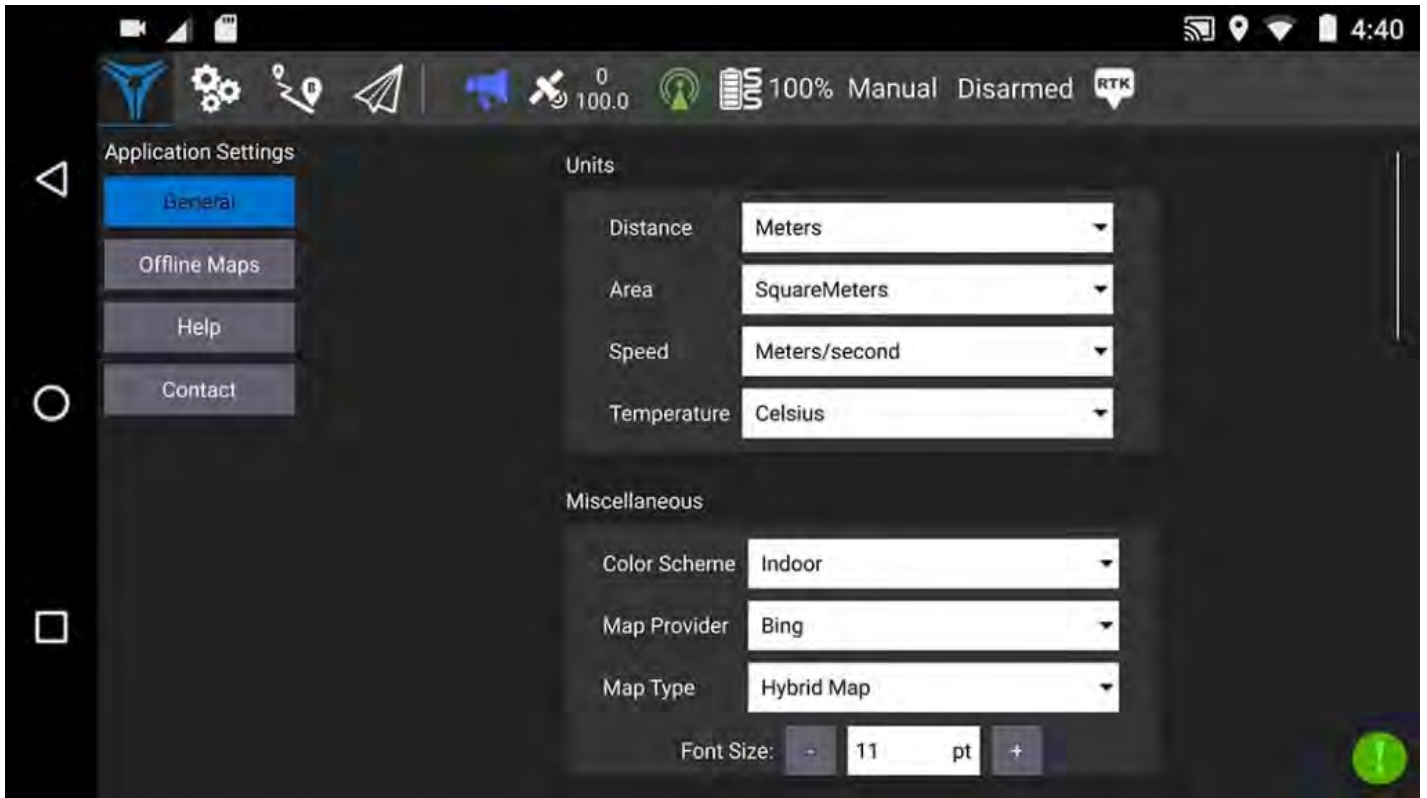 4:40
0
100.0
100% Manual Disarmed RTK
B
Application Settings
General
Offline Maps
Help
Contact
Units
Distance Meters
Area SquareMeters
Speed Meters/second
Temperature Celsius
Miscellaneous
Color Scheme Indoor
Map Provider Bing
Map Type Hybrid Map
Font Size: - 11 pt +
!